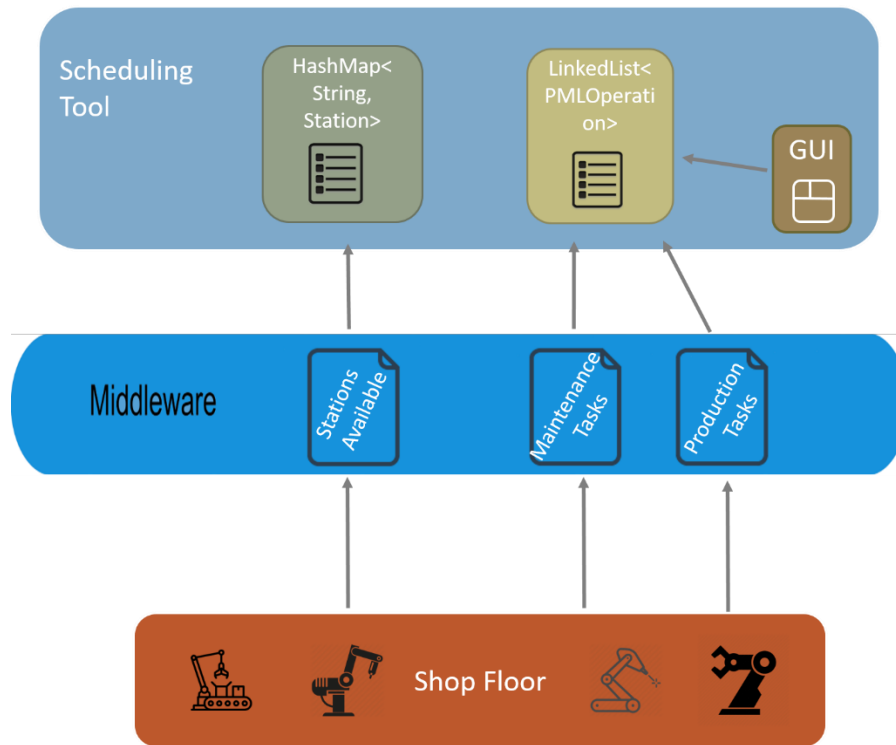 Scheduling
Tool
HashMap<
String,
Station>
LinkedList<
PMLOperati
on>
GUI
Middleware
Stations
Available
Maintenance
Tasks
Production
Tasks
Shop Floor